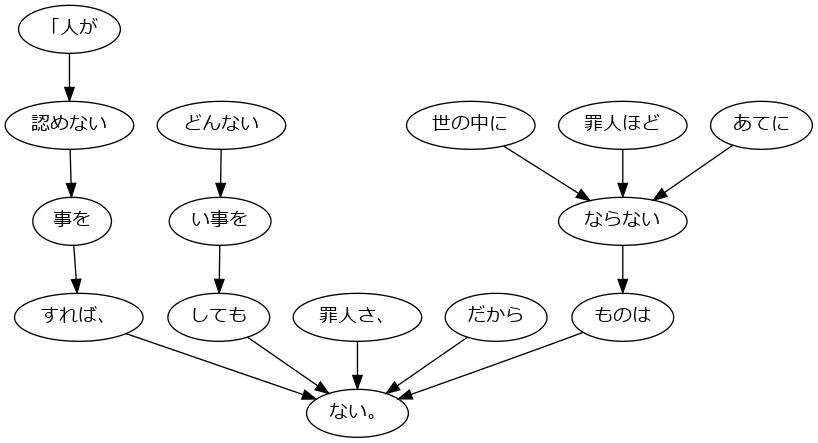 「人が
認めない
どんない
世の中に
罪人ほど
あてに
事を
い事を
ならない
すれば、
しても
罪人さ、
だから
ものは
ない。